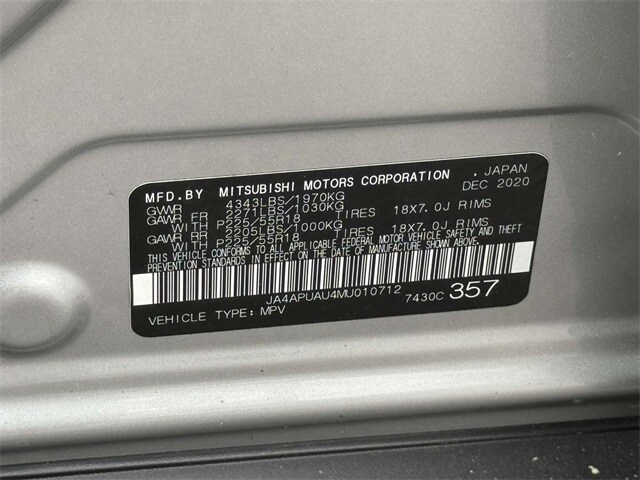 MFD.BY MITSUBISHI MOTORS CORPORATION . JAPAN
GVWR 4343LBS/1970KG DEC 2020
GAWR FR 2271LBS/1030KG
WITH P225/55R18 TIRES 18X7.0J RIMS
GAWR RR 2205LBS/1000KG
WITH P225/55R18 TIRES 18X7.0J RIMS
THIS VEHICLE CONFORMS TO ALL APPLICABLE FEDERAL MOTOR VEHICLE SAFETY, BUMPER AND THEFT
PREVENTION STANDARDS IN EFFECT ON THE DATE OF MANUFACTURE SHOWN ABOVE.
JA4APUAU4MU010712 7430C 357
VEHICLE TYPE: MPV